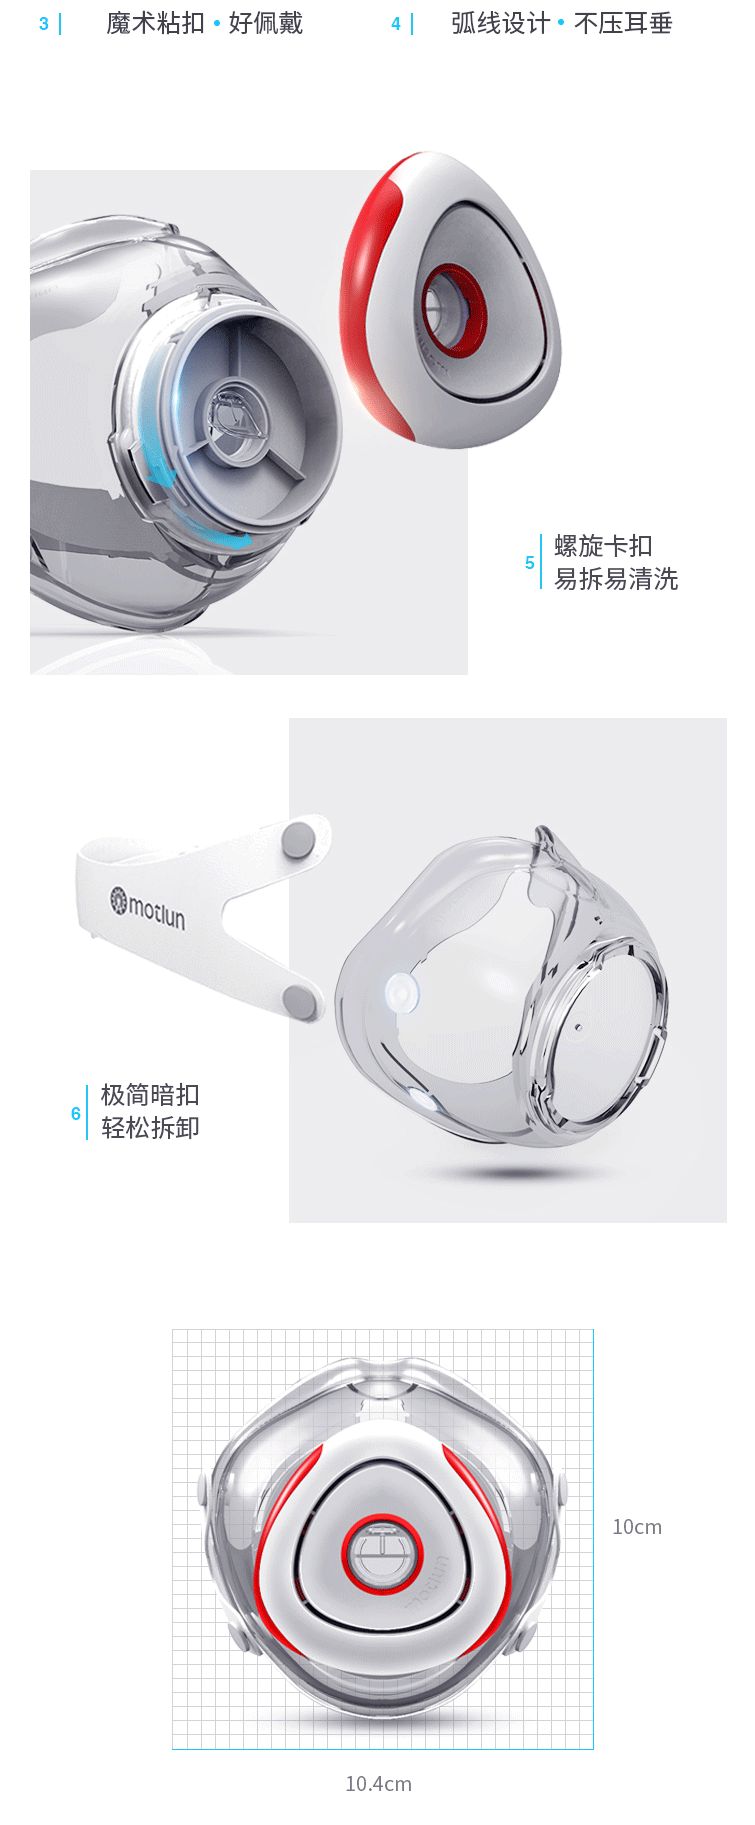 3 魔术粘扣•好佩戴
4 弧线设计•不压耳垂
5 螺旋卡扣
易拆易清洗
motlun
6 极简暗扣
轻松拆卸
motlun
10cm
10.4cm